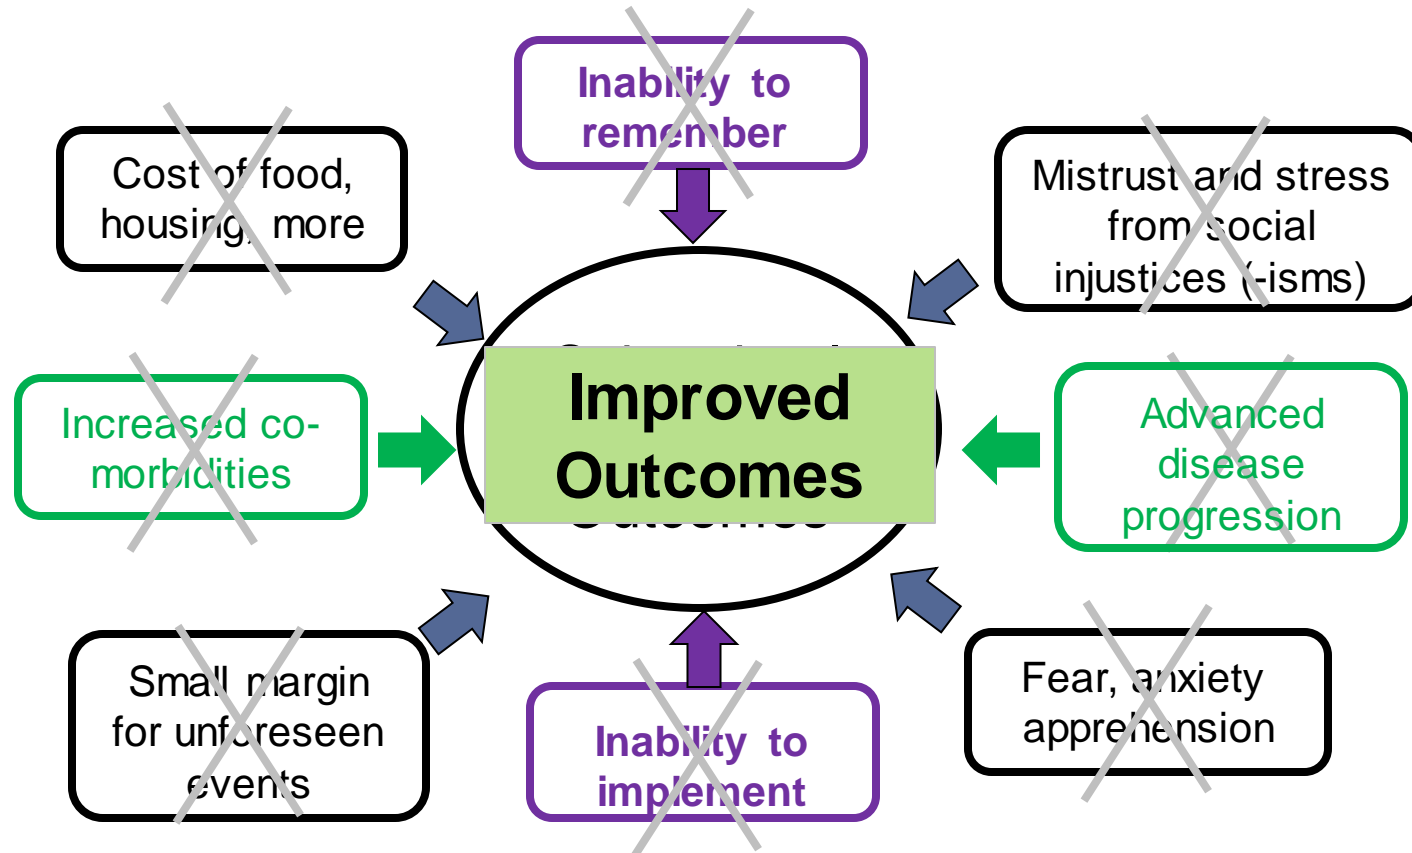 Inability to
remember
Cost of food,
housing, more
Mistrust and stress
from social
injustices (-isms)
Increased co-
morbidities
Improved
Outcomes
Outcomes
Advanced
disease
progression
Small margin
for unforeseen
events
Inability to
implement
Fear, anxiety
apprehension